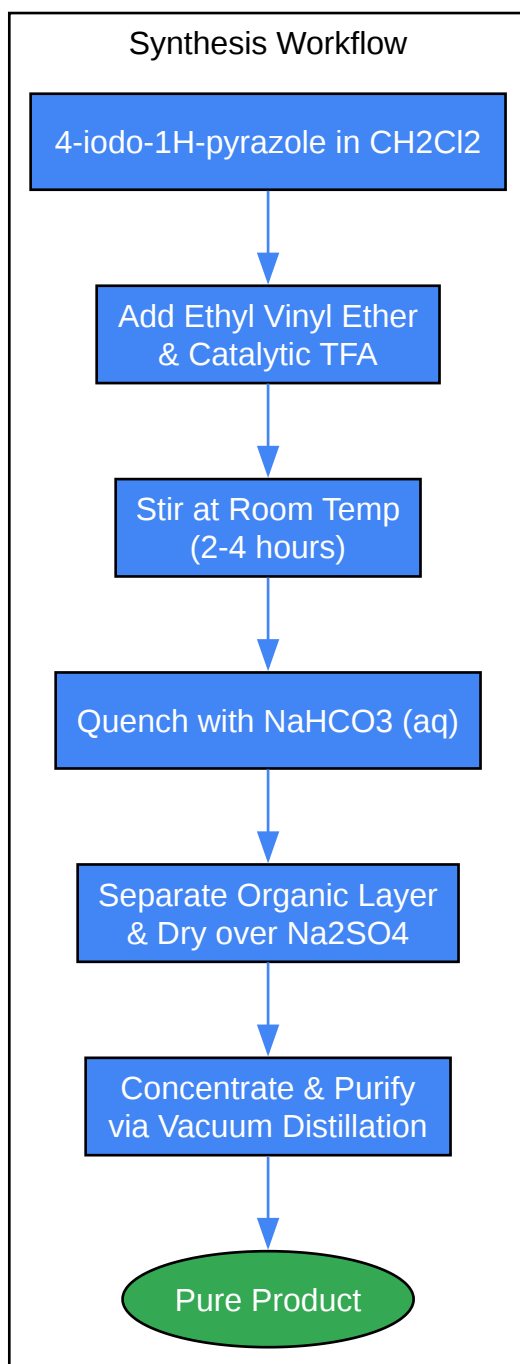 Synthesis Workflow
4-iodo-1H-pyrazole in CH2Cl2
Add Ethyl Vinyl Ether
& Catalytic TFA
Stir at Room Temp
(2-4 hours)
Quench with NaHCO3 (aq)
Separate Organic Layer
& Dry over Na2SO4
Concentrate & Purify
via Vacuum Distillation
Pure Product